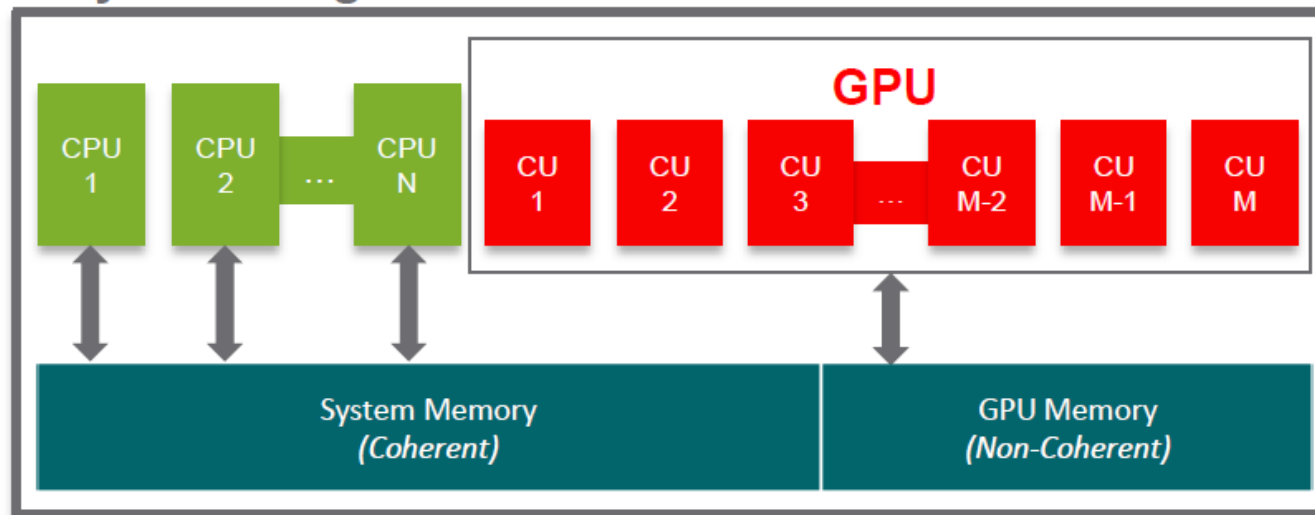 GPU
CPU
1
CPU
2
...
CPU
N
CU
1
CU
2
CU
3
...
CU
M-2
CU
M-1
CU
M
System Memory
(Coherent)
GPU Memory
(Non-Coherent)